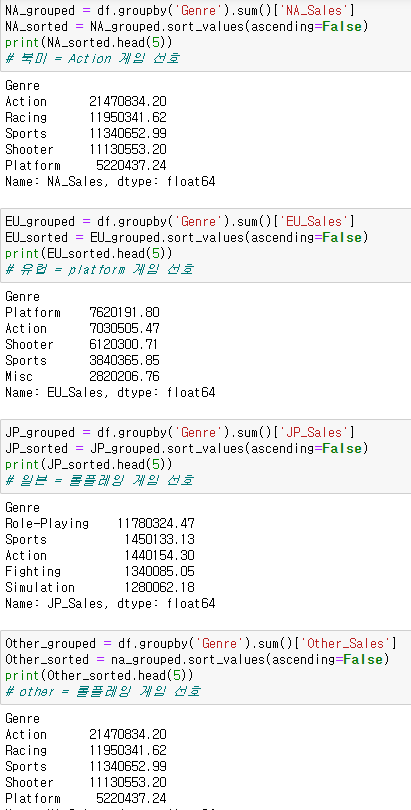 NA_grouped = df.groupby('Genre').sum()['NA_Sales']
NA_sorted = NA_grouped.sort_values(ascending=False)
print(NA_sorted.head(5))
# 북미 = Action 게임 선호
Genre
Action      21470834.20
Racing      11950341.62
Sports      11340652.99
Shooter     11130553.20
Platform     5220437.24
Name: NA_Sales, dtype: float64
EU_grouped = df.groupby('Genre').sum()['EU_Sales']
EU_sorted = EU_grouped.sort_values(ascending=False)
print(EU_sorted.head(5))
# 유럽 = platform 게임 선호
Genre
Platform    7620191.80
Action      7030505.47
Shooter     6120300.71
Sports      3840365.85
Misc        2820206.76
Name: EU_Sales, dtype: float64
JP_grouped = df.groupby('Genre').sum()['JP_Sales']
JP_sorted = JP_grouped.sort_values(ascending=False)
print(JP_sorted.head(5))
# 일본 = 롤플레잉 게임 선호
Genre
Role-Playing    11780324.47
Sports           1450133.13
Action           1440154.30
Fighting         1340085.05
Simulation       1280062.18
Name: JP_Sales, dtype: float64
Other_grouped = df.groupby('Genre').sum()['Other_Sales']
Other_sorted = na_grouped.sort_values(ascending=False)
print(Other_sorted.head(5))
# other = 롤플레잉 게임 선호
Genre
Action      21470834.20
Racing      11950341.62
Sports      11340652.99
Shooter     11130553.20
Platform     5220437.24